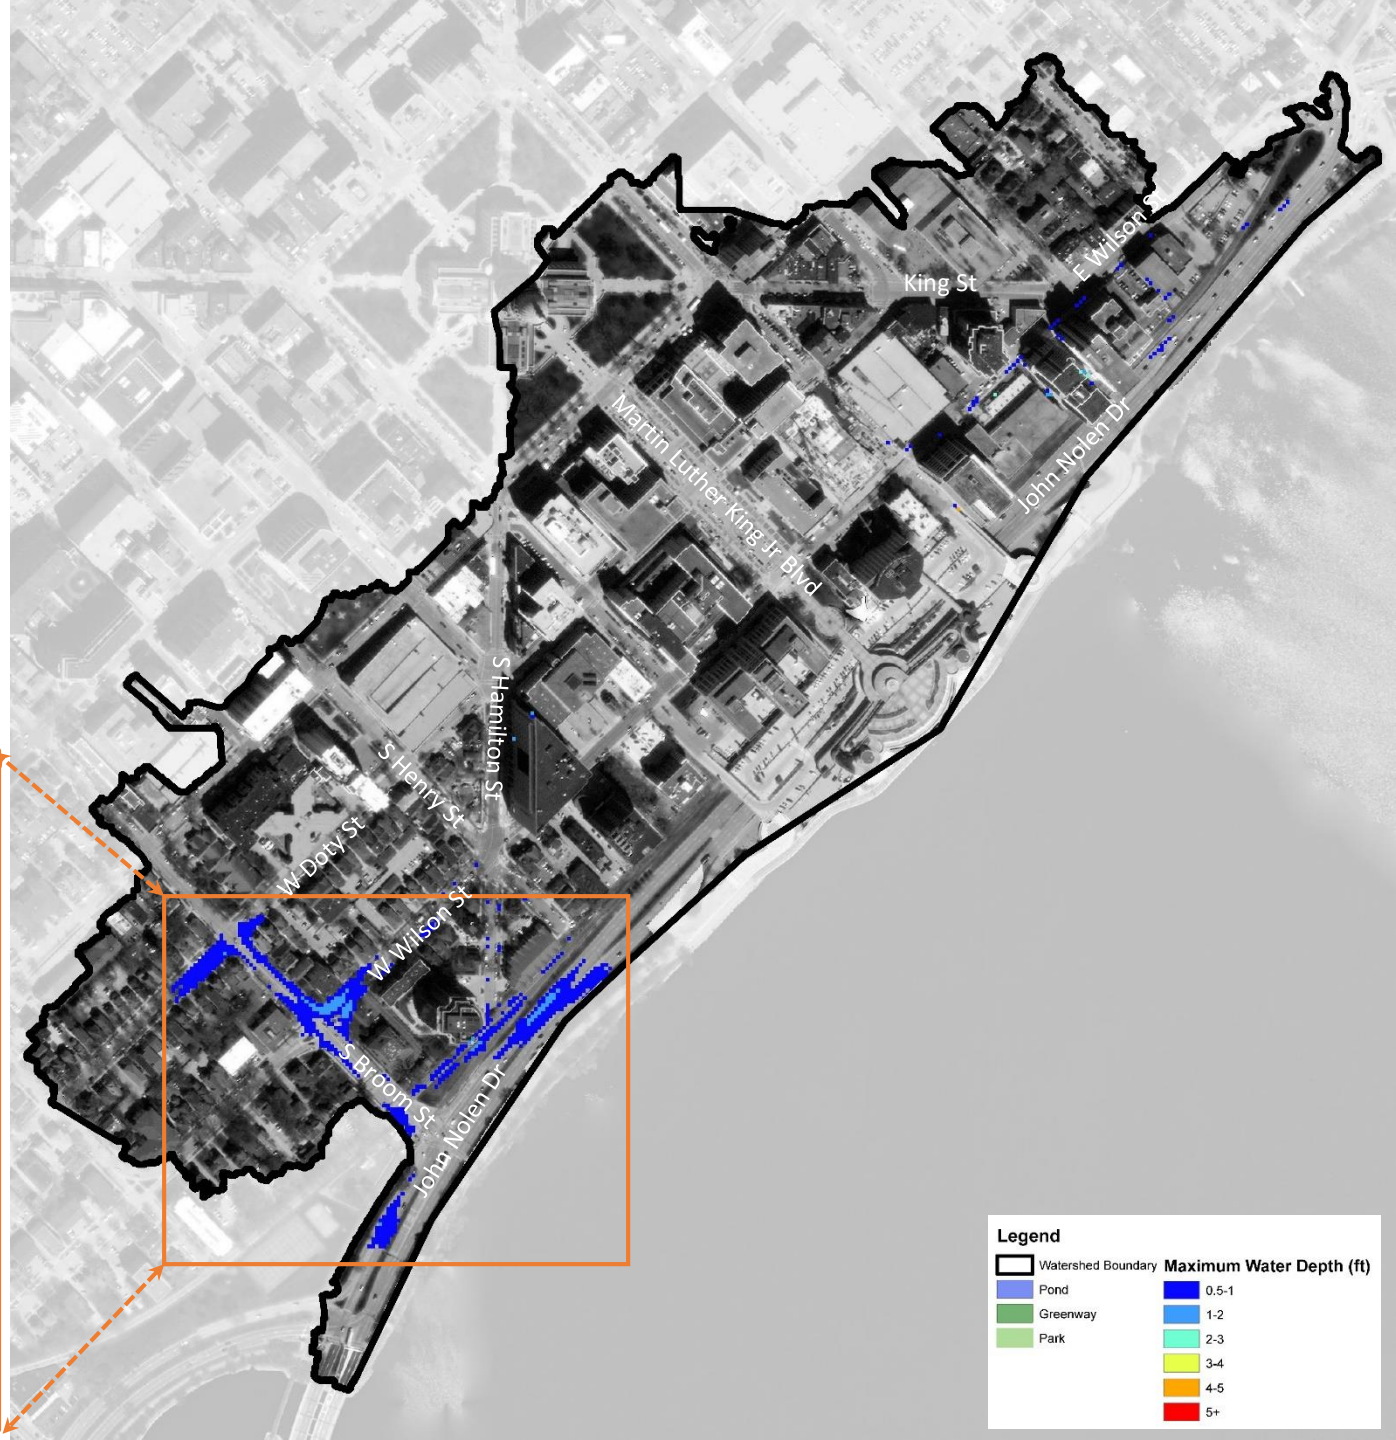 E Wilson St
King St
John Nolen Dr
Martin Luther King Jr Blvd
S Hamilton St
S Henry St
W Doty St
W Wilson St
S Broom St
John Nolen Dr
Legend
Watershed Boundary
Pond
Greenway
Park
Maximum Water Depth (ft)
0.5-1
1-2
2-3
3-4
4-5
5+